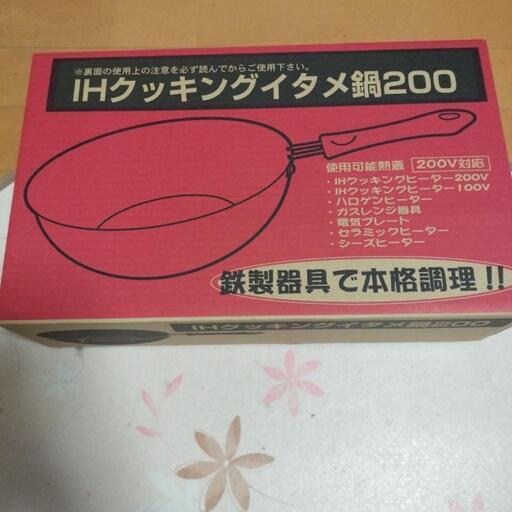 ※裏面の使用上の注意を必ず読んでからご使用下さい。
IHクッキングイタメ鍋200
使用可能熱源 200V対応
・IHクッキングヒーター200V
・IHクッキングヒーター100V
・ハロゲンヒーター
・ガスレンジ器具
・電気プレート
・セラミックヒーター
・シーズヒーター
鉄製器具で本格調理!!
IHクッキングイタメ鍋200